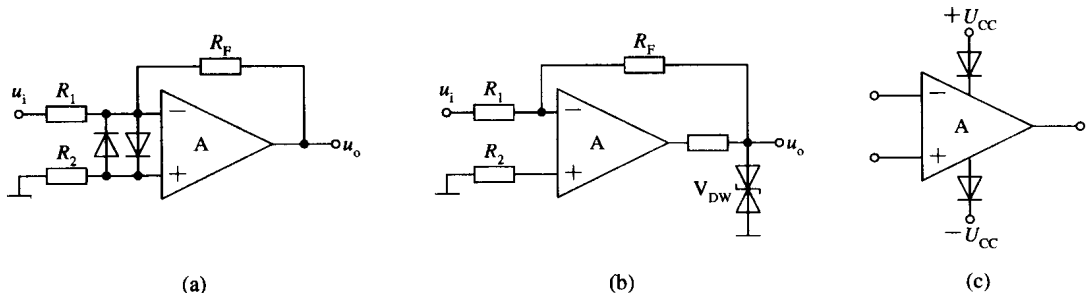 R_F
u_i
R_1
−
A
R_2
+
u_o
(a)
R_F
u_i
R_1
−
A
R_2
+
u_o
V_DW
(b)
+U_CC
−
A
+
−U_CC
(c)